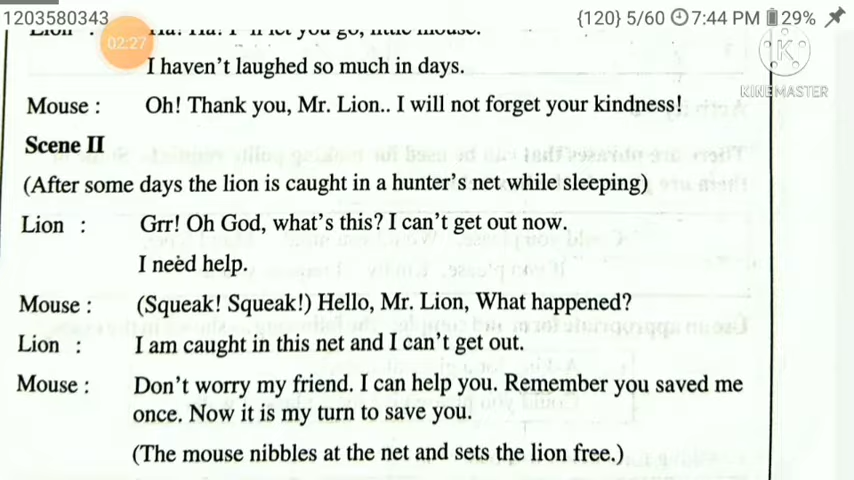 1203580343 {120} 5/60 7:44 PM 29%
02:27
Lion : Ha! Ha! I'll let you go, little mouse.
I haven't laughed so much in days.
K
KINEMASTER
Mouse : Oh! Thank you, Mr. Lion.. I will not forget your kindness!
Scene II
(After some days the lion is caught in a hunter's net while sleeping)
Lion : Grr! Oh God, what's this? I can't get out now.
I need help.
Mouse : (Squeak! Squeak!) Hello, Mr. Lion, What happened?
Lion : I am caught in this net and I can't get out.
Mouse : Don't worry my friend. I can help you. Remember you saved me
once. Now it is my turn to save you.
(The mouse nibbles at the net and sets the lion free.)